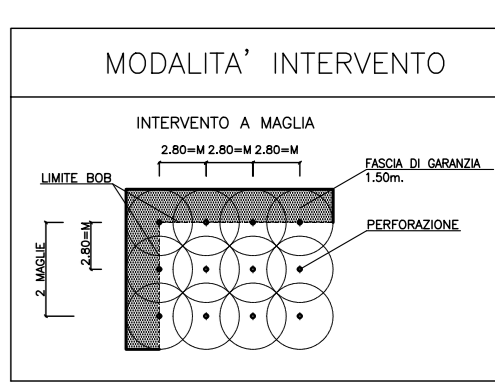 MODALITA' INTERVENTO
INTERVENTO A MAGLIA
2.80=M 2.80=M 2.80=M
LIMITE BOB
FASCIA DI GARANZIA
1.50m.
PERFORAZIONE
2 MAGLIE
2.80=M